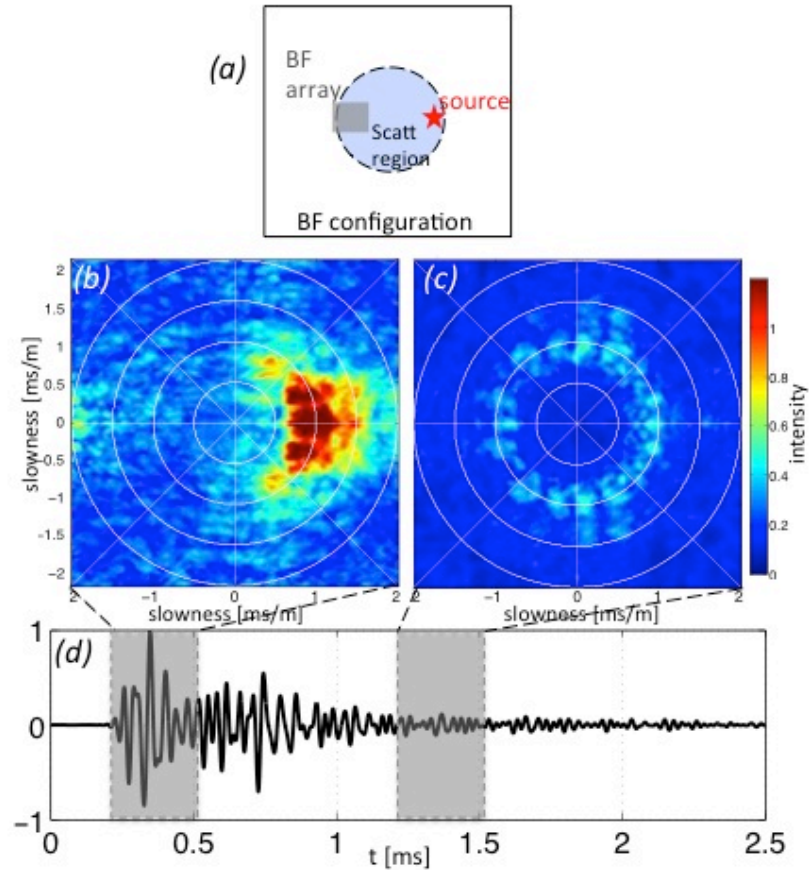 (a)
BF
array
source
Scatt
region
BF configuration
(b)
2
1.5
1
0.5
0
-0.5
-1
-1.5
-2
slowness [ms/m]
2 −1 0 1 2
slowness [ms/m]
(c)
2 −1 0 1 2
slowness [ms/m]
1
0.8
0.6
0.4
0.2
0
intensity
(d)
1
0
−1
0 0.5 1 1.5 2 2.5
t [ms]